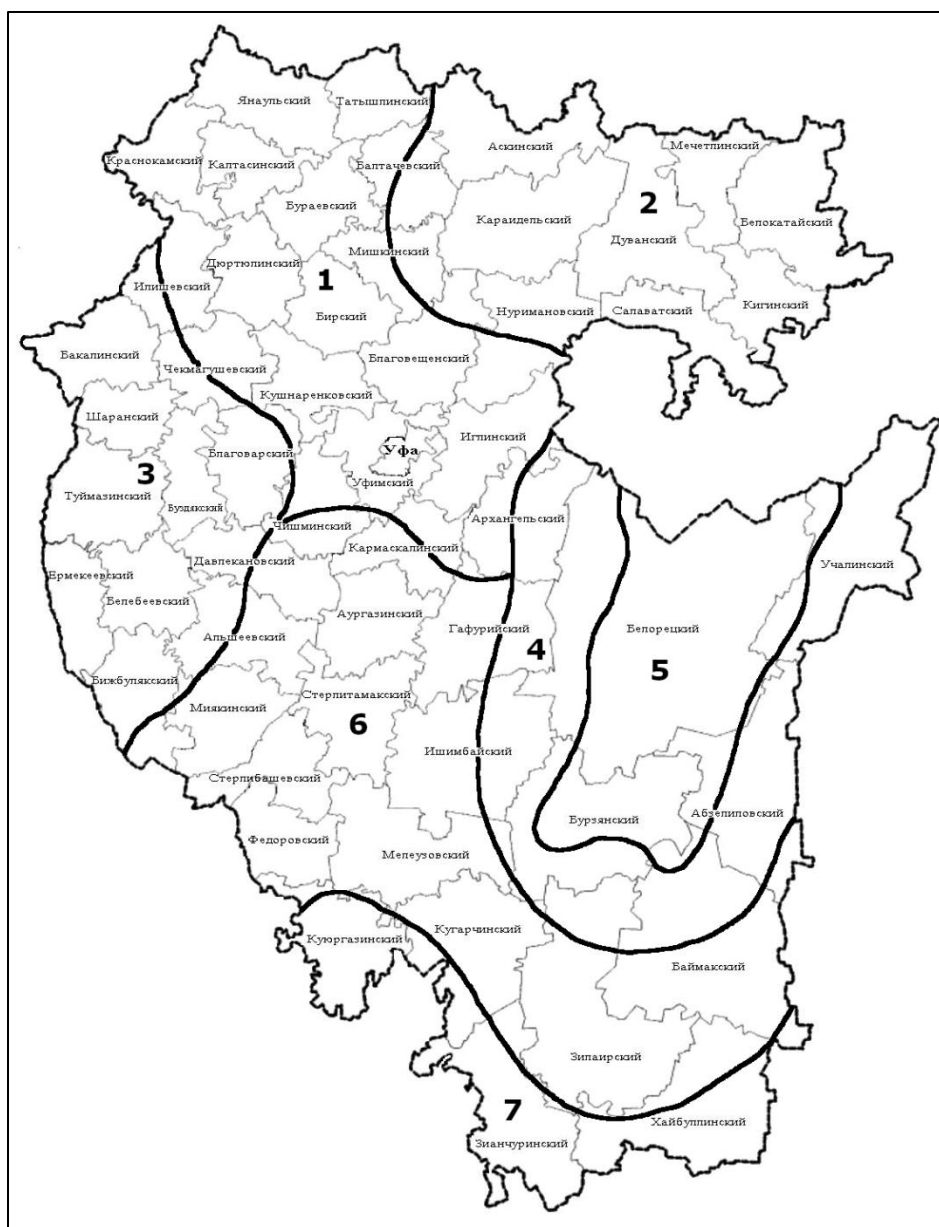 Янаульский
Татышлинский
Краснокамский
Калтасинский
Балтачевский
Аскинский
Мечетлинский
Бураевский
Караидельский
2
Белокатайский
Мишкинский
Дуванский
Дюртюлинский
1
Илишевский
Бирский
Нуримановский
Салаватский
Кигинский
Бакалинский
Чекмагушевский
Благовещенский
Кушнаренковский
Шаранский
Благоварский
Уфа
Иглинский
3
Туймазинский
Буздякский
Уфимский
Архангельский
Чишминский
Кармаскалинский
Давлекановский
Учалинский
Ермекеевский
Белебеевский
Аургазинский
Гафурийский
Белорецкий
Альшеевский
4
5
Бижбулякский
Стерлитамакский
Миякинский
6
Ишимбайский
Стерлибашевский
Бурзянский
Абзелиловский
Федоровский
Мелеузовский
Куюргазинский
Кугарчинский
Баймакский
Зилаирский
7
Хайбуллинский
Зианчуринский